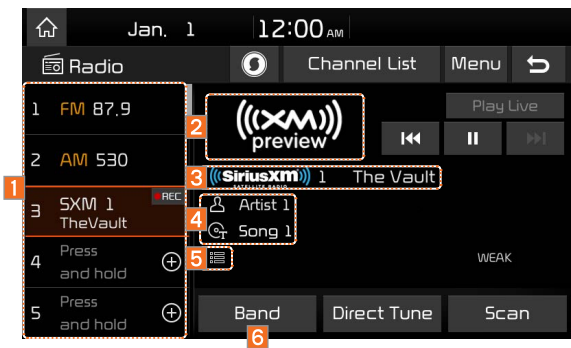 Jan. 1 12:00 AM
Radio
Channel List
Menu
1 FM 87.9
2 AM 530
3 SXM 1
TheVault
REC
4 Press
and hold
5 Press
and hold
1
2
(((XM)))
preview
Play Live
3
((SiriusXM)) 1 The Vault
SATELLITE RADIO
4
Artist 1
Song 1
5
WEAK
Band
Direct Tune
Scan
6